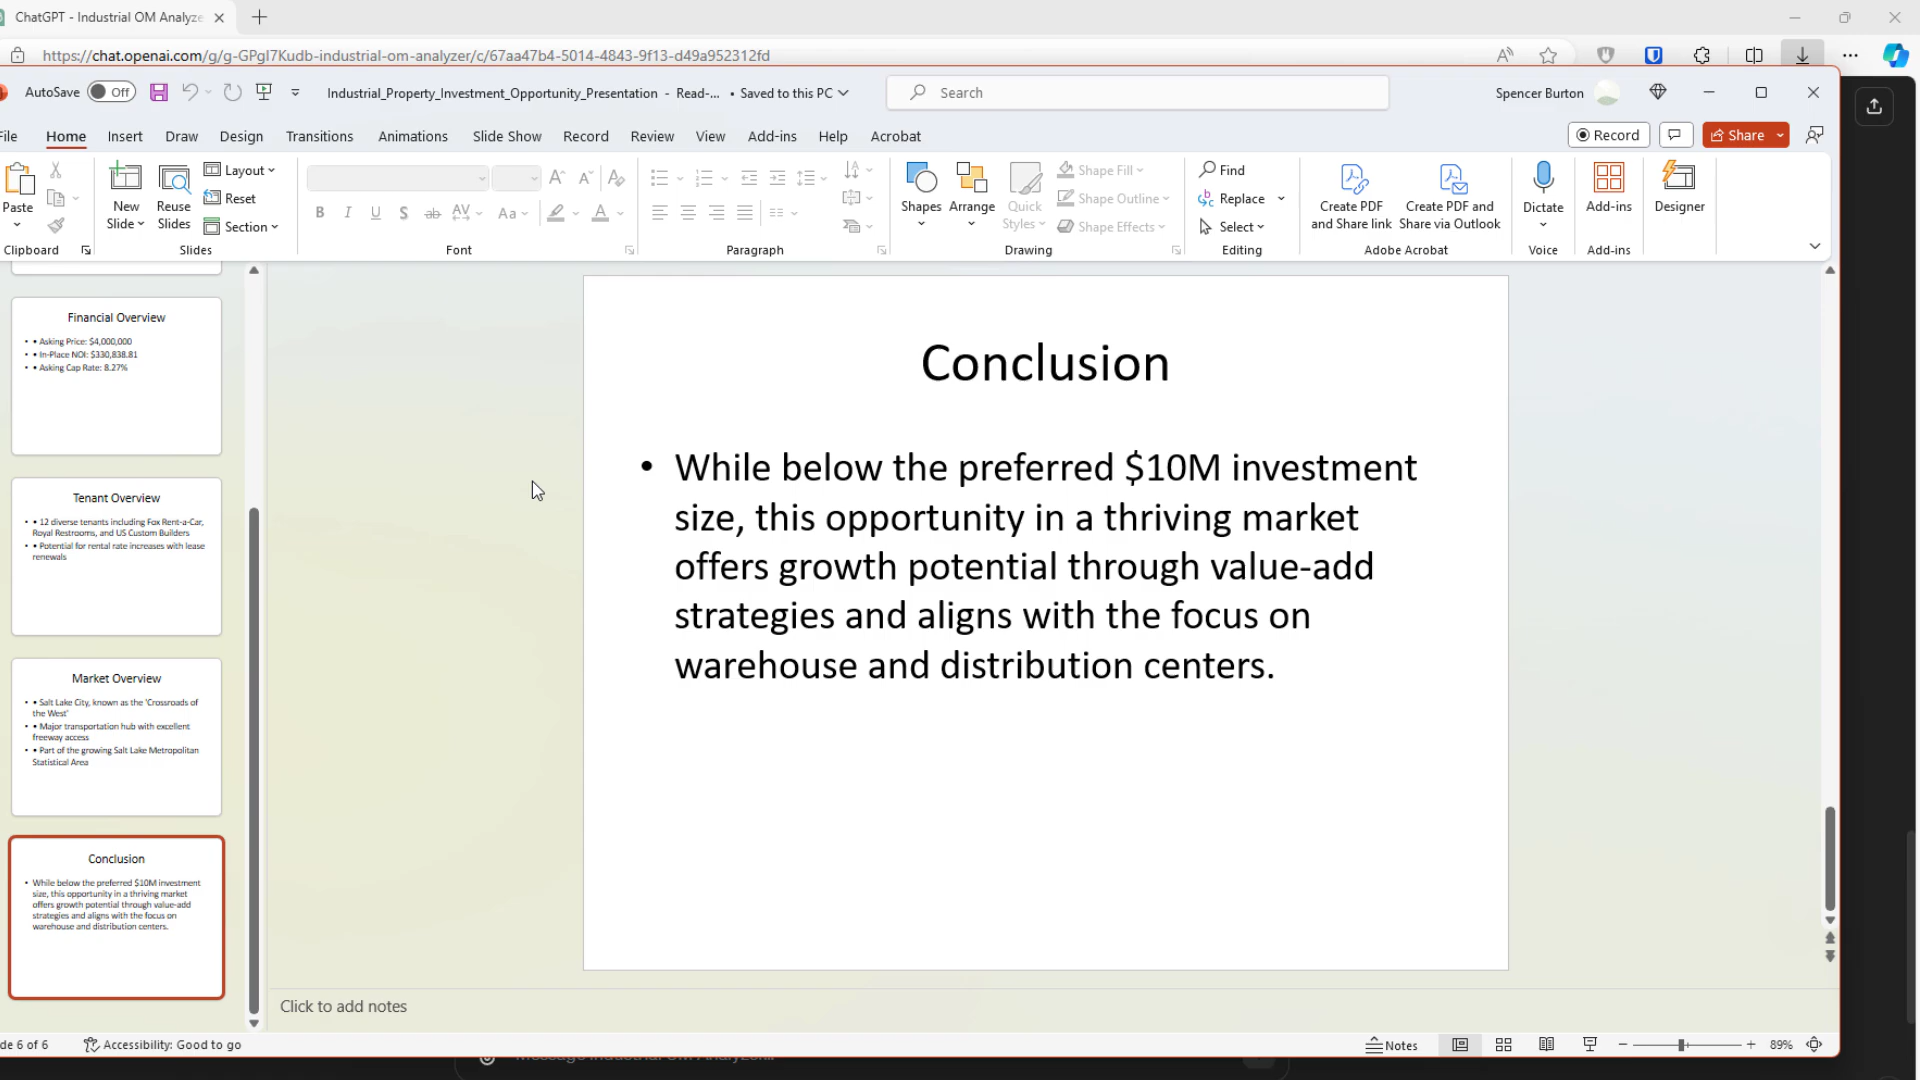 ChatGPT - Industrial OM Analyze
https://chat.openai.com/g/g-GPgI7Kudb-industrial-om-analyzer/c/67aa47b4-5014-4843-9f13-d49a952312fd
AutoSave Off Industrial_Property_Investment_Opportunity_Presentation - Read-... • Saved to this PC Search Spencer Burton
File Home Insert Draw Design Transitions Animations Slide Show Record Review View Add-ins Help Acrobat Record Share
Paste
Clipboard
New Slide
Reuse Slides
Layout
Reset
Section
Slides
B I U S ab AV Aa A
Font
Paragraph
Shapes
Arrange
Quick Styles
Shape Fill
Shape Outline
Shape Effects
Drawing
Find
Replace
Select
Editing
Create PDF and Share link
Create PDF and Share via Outlook
Adobe Acrobat
Dictate
Voice
Add-ins
Add-ins
Designer
Financial Overview
• • Asking Price: $4,000,000
• • In-Place NOI: $330,838.81
• • Asking Cap Rate: 8.27%
Tenant Overview
• • 12 diverse tenants including Fox Rent-a-Car,
Royal Restrooms, and US Custom Builders
• • Potential for rental rate increases with lease
renewals
Market Overview
• • Salt Lake City, known as the 'Crossroads of
the West'
• • Major transportation hub with excellent
freeway access
• • Part of the growing Salt Lake Metropolitan
Statistical Area
Conclusion
• While below the preferred $10M investment
size, this opportunity in a thriving market
offers growth potential through value-add
strategies and aligns with the focus on
warehouse and distribution centers.
Conclusion
• While below the preferred $10M investment
size, this opportunity in a thriving market
offers growth potential through value-add
strategies and aligns with the focus on
warehouse and distribution centers.
Click to add notes
de 6 of 6 Accessibility: Good to go Notes 89%